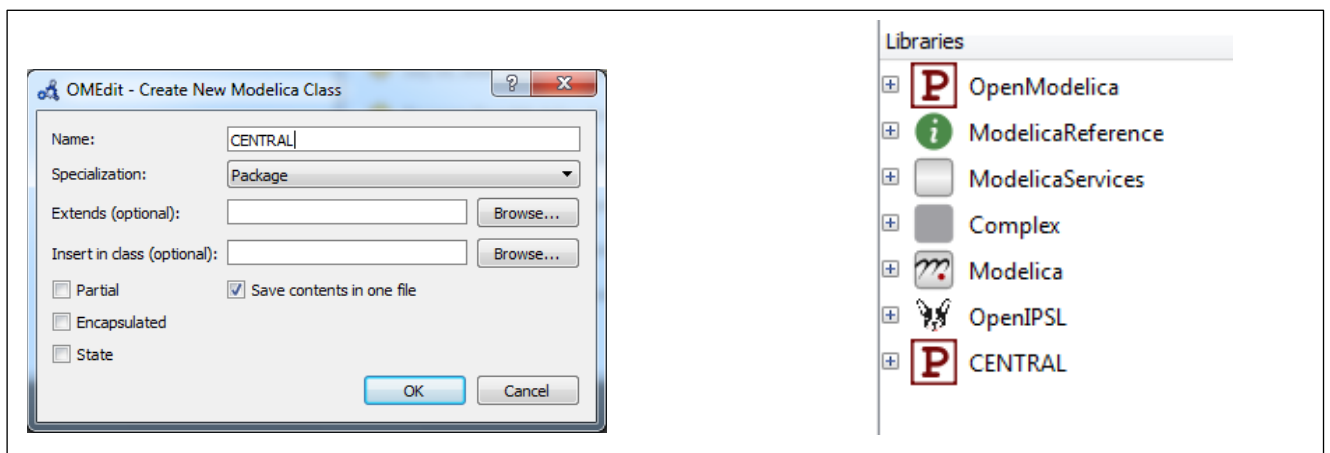 OMEdit - Create New Modelica Class
Name: CENTRAL
Specialization: Package
Extends (optional): Browse...
Insert in class (optional): Browse...
Partial Save contents in one file
Encapsulated
State
OK Cancel
Libraries
P OpenModelica
i ModelicaReference
ModelicaServices
Complex
Modelica
OpenIPSL
P CENTRAL